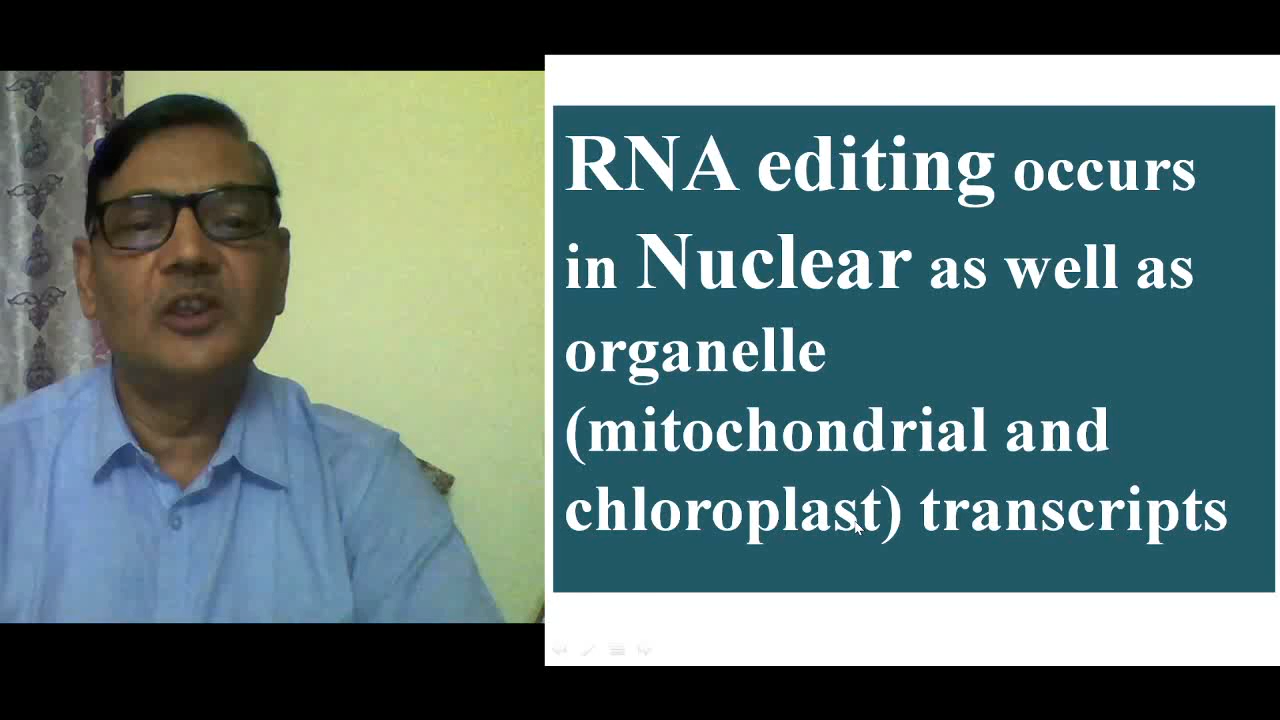 RNA editing occurs
in Nuclear as well as
organelle
(mitochondrial and
chloroplast) transcripts